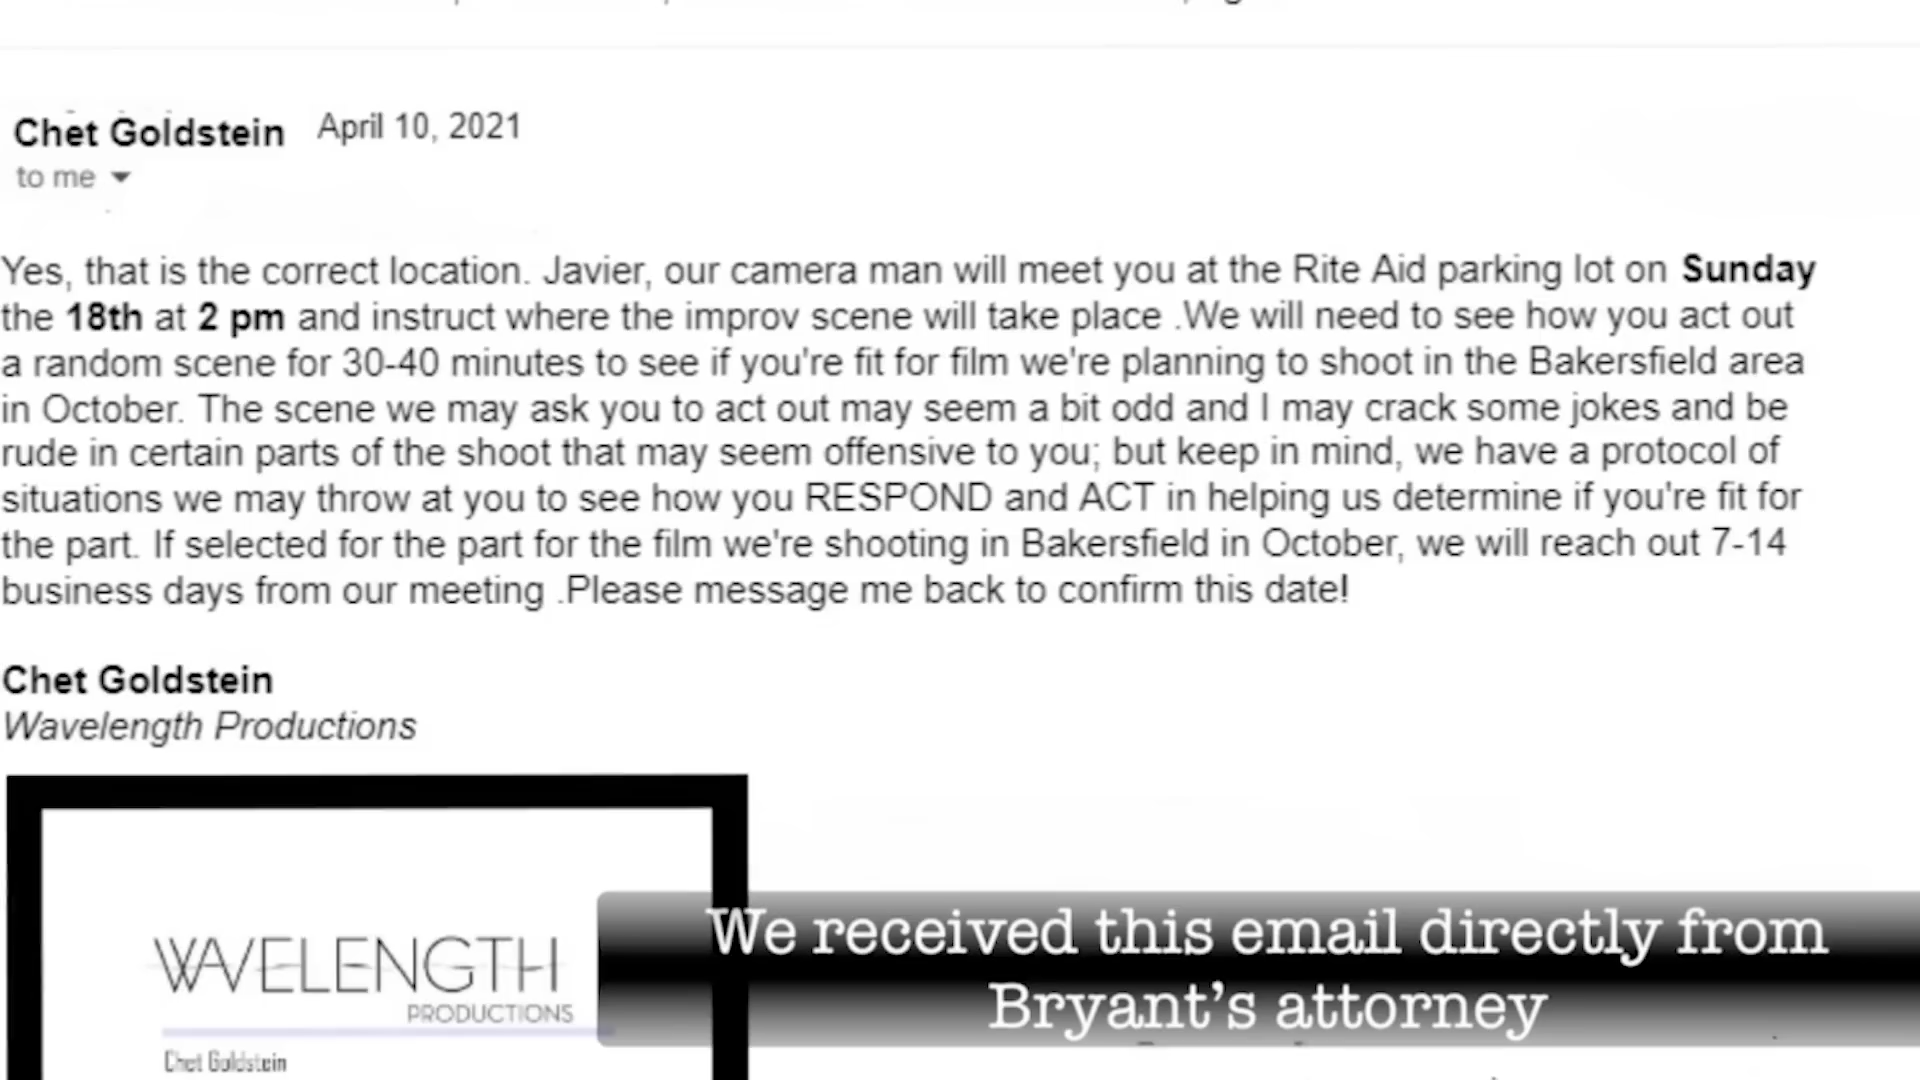 Chet Goldstein April 10, 2021
to me
Yes, that is the correct location. Javier, our camera man will meet you at the Rite Aid parking lot on Sunday
the 18th at 2 pm and instruct where the improv scene will take place .We will need to see how you act out
a random scene for 30-40 minutes to see if you're fit for film we're planning to shoot in the Bakersfield area
in October. The scene we may ask you to act out may seem a bit odd and I may crack some jokes and be
rude in certain parts of the shoot that may seem offensive to you; but keep in mind, we have a protocol of
situations we may throw at you to see how you RESPOND and ACT in helping us determine if you're fit for
the part. If selected for the part for the film we're shooting in Bakersfield in October, we will reach out 7-14
business days from our meeting .Please message me back to confirm this date!
Chet Goldstein
Wavelength Productions
WAVELENGTH
PRODUCTIONS
Chet Goldstein
We received this email directly from
Bryant's attorney